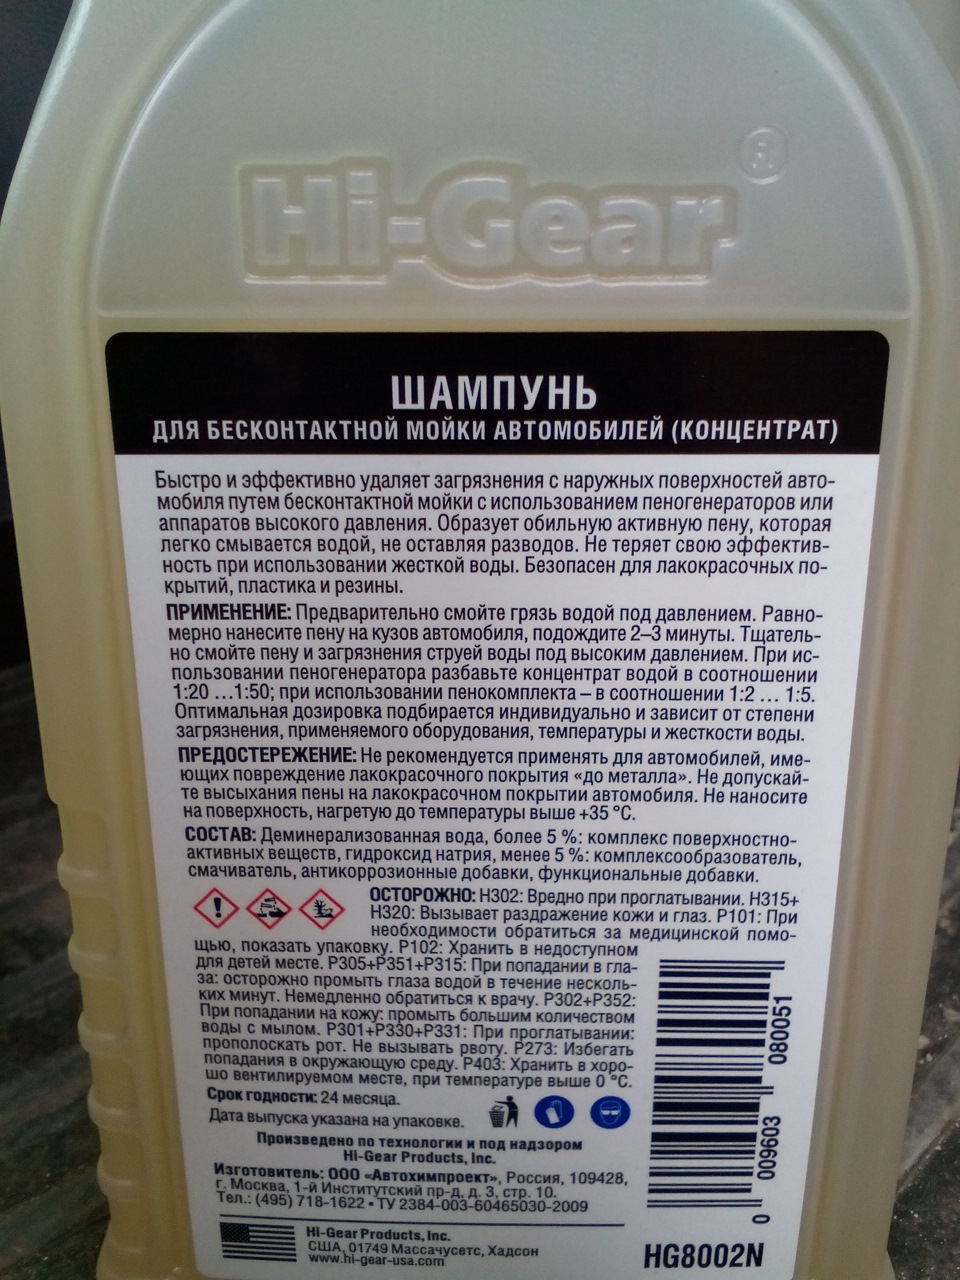 Hi-Gear ®
ШАМПУНЬ
ДЛЯ БЕСКОНТАКТНОЙ МОЙКИ АВТОМОБИЛЕЙ (КОНЦЕНТРАТ)
Быстро и эффективно удаляет загрязнения с наружных поверхностей авто-
мобиля путем бесконтактной мойки с использованием пеногенераторов или
аппаратов высокого давления. Образует обильную активную пену, которая
легко смывается водой, не оставляя разводов. Не теряет свою эффектив-
ность при использовании жесткой воды. Безопасен для лакокрасочных по-
крытий, пластика и резины.
ПРИМЕНЕНИЕ: Предварительно смойте грязь водой под давлением. Равно-
мерно нанесите пену на кузов автомобиля, подождите 2–3 минуты. Тщатель-
но смойте пену и загрязнения струей воды под высоким давлением. При ис-
пользовании пеногенератора разбавьте концентрат водой в соотношении
1:20 …1:50; при использовании пенокомплекта – в соотношении 1:2 … 1:5.
Оптимальная дозировка подбирается индивидуально и зависит от степени
загрязнения, применяемого оборудования, температуры и жесткости воды.
ПРЕДОСТЕРЕЖЕНИЕ: Не рекомендуется применять для автомобилей, име-
ющих повреждение лакокрасочного покрытия «до металла». Не допускай-
те высыхания пены на лакокрасочном покрытии автомобиля. Не наносите
на поверхность, нагретую до температуры выше +35 °С.
СОСТАВ: Деминерализованная вода, более 5 %: комплекс поверхностно-
активных веществ, гидроксид натрия, менее 5 %: комплексообразователь,
смачиватель, антикоррозионные добавки, функциональные добавки.
ОСТОРОЖНО: H302: Вредно при проглатывании. H315+
H320: Вызывает раздражение кожи и глаз. P101: При
необходимости обратиться за медицинской помо-
щью, показать упаковку. P102: Хранить в недоступном
для детей месте. P305+P351+P315: При попадании в гла-
за: осторожно промыть глаза водой в течение несколь-
ких минут. Немедленно обратиться к врачу. P302+P352:
При попадании на кожу: промыть большим количеством
воды с мылом. P301+P330+P331: При проглатывании:
прополоскать рот. Не вызывать рвоту. P273: Избегать
попадания в окружающую среду. P403: Хранить в хоро-
шо вентилируемом месте, при температуре выше 0 °С.
Срок годности: 24 месяца.
Дата выпуска указана на упаковке.
Произведено по технологии и под надзором
Hi-Gear Products, Inc.
Изготовитель: ООО «Автохимпроект», Россия, 109428,
г. Москва, 1-й Институтский пр-д, д. 3, стр. 10.
Тел.: (495) 718-1622 • ТУ 2384-003-60465030-2009
Hi-Gear Products, Inc.
США, 01749 Массачусетс, Хадсон
www.hi-gear-usa.com
0 009603 080051
HG8002N